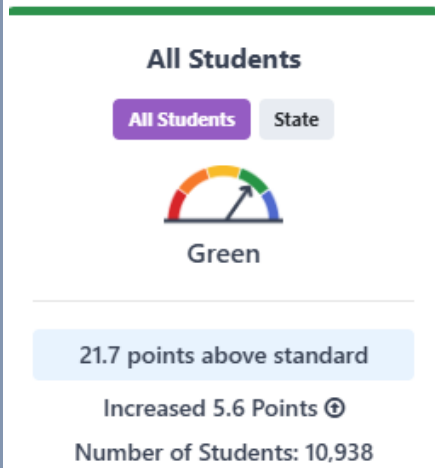 All Students
All Students State
Green
21.7 points above standard
Increased 5.6 Points
Number of Students: 10,938